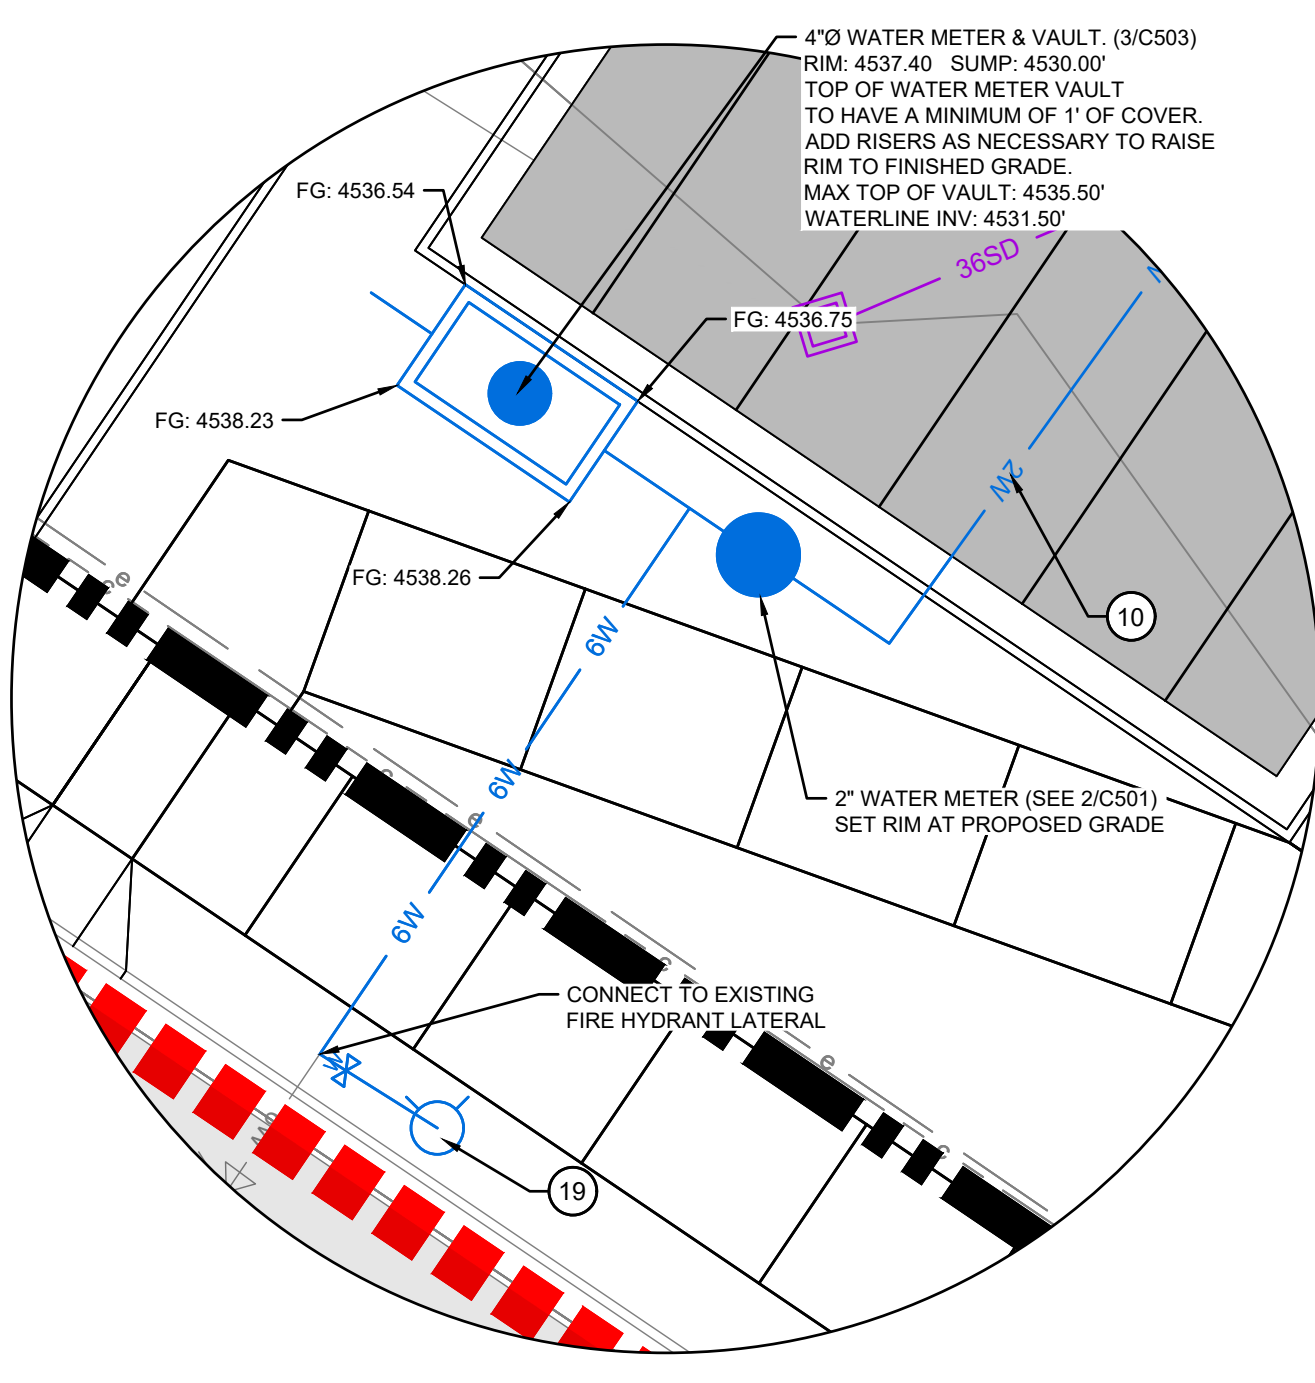 4"Ø WATER METER & VAULT. (3/C503)
RIM: 4537.40 SUMP: 4530.00'
TOP OF WATER METER VAULT
TO HAVE A MINIMUM OF 1' OF COVER.
ADD RISERS AS NECESSARY TO RAISE
RIM TO FINISHED GRADE.
MAX TOP OF VAULT: 4535.50'
WATERLINE INV: 4531.50'
FG: 4536.54
36SD
FG: 4536.75
FG: 4538.23
2W
FG: 4538.26
10
6W
6W
2" WATER METER (SEE 2/C501)
SET RIM AT PROPOSED GRADE
6W
CONNECT TO EXISTING
FIRE HYDRANT LATERAL
W
19
e
c
e
c
e
c
e
c